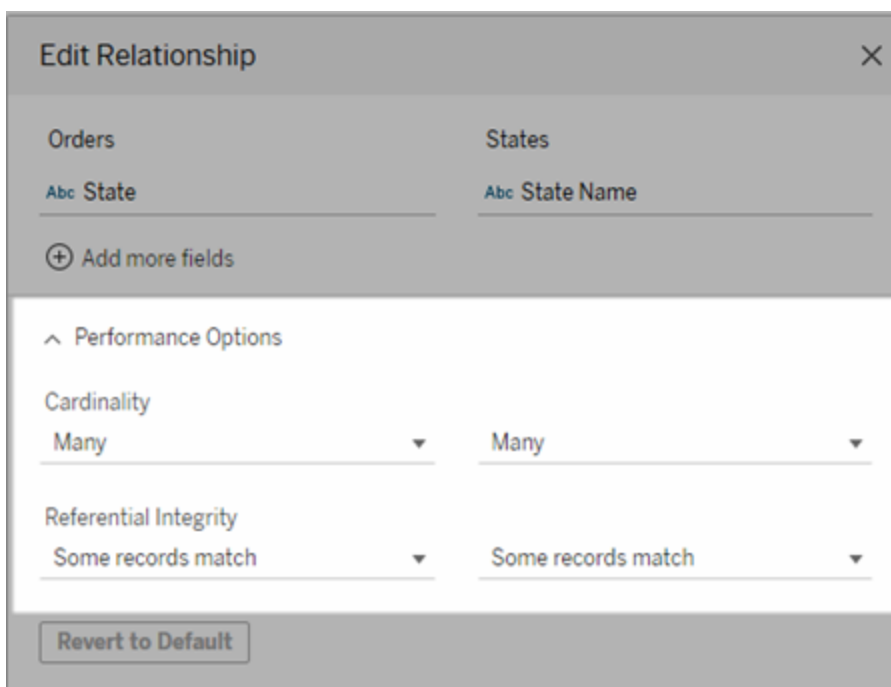 Edit Relationship
Orders States
Abc State Abc State Name
Add more fields
Performance Options
Cardinality
Many Many
Referential Integrity
Some records match Some records match
Revert to Default